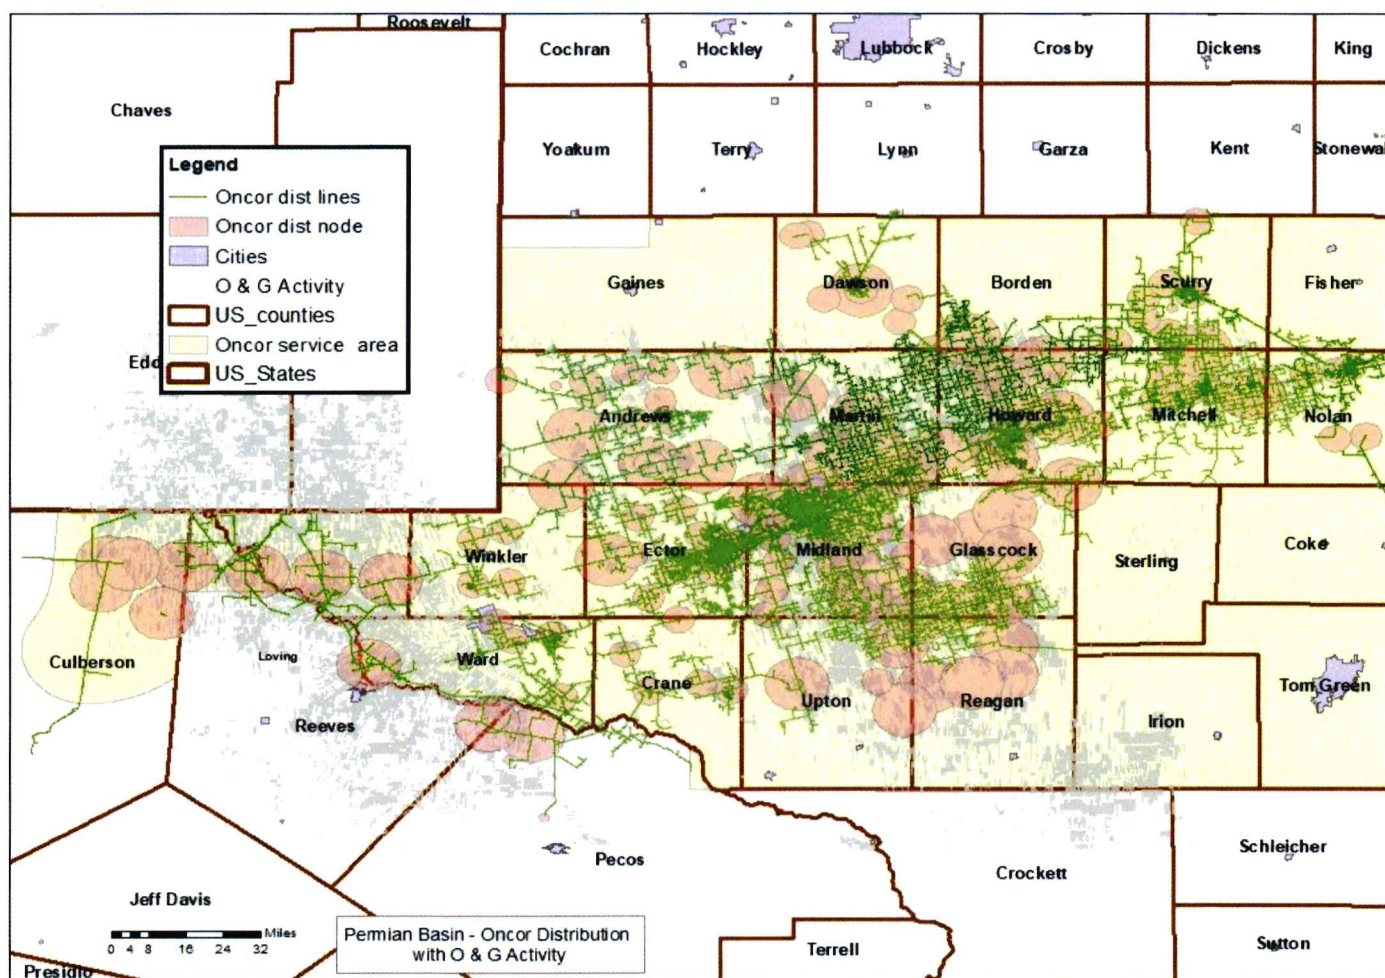 Roosevelt
Cochran
Hockley
Lubbock
Crosby
Dickens
King
Chaves
Yoakum
Terry
Lynn
Garza
Kent
Stonewal
Legend
Oncor dist lines
Oncor dist node
Cities
O & G Activity
US_counties
Oncor service area
US_States
Edd
Gaines
Dawson
Borden
Scurry
Fisher
Andrews
Martin
Howard
Mitchell
Nolan
Winkler
Ector
Midland
Glasscock
Sterling
Coke
Culberson
Loving
Ward
Crane
Upton
Reagan
Irion
Tom Green
Reeves
Pecos
Crockett
Schleicher
Jeff Davis
0 4 8 16 24 32 Miles
Permian Basin - Oncor Distribution
with O & G Activity
Terrell
Sutton
Presidio